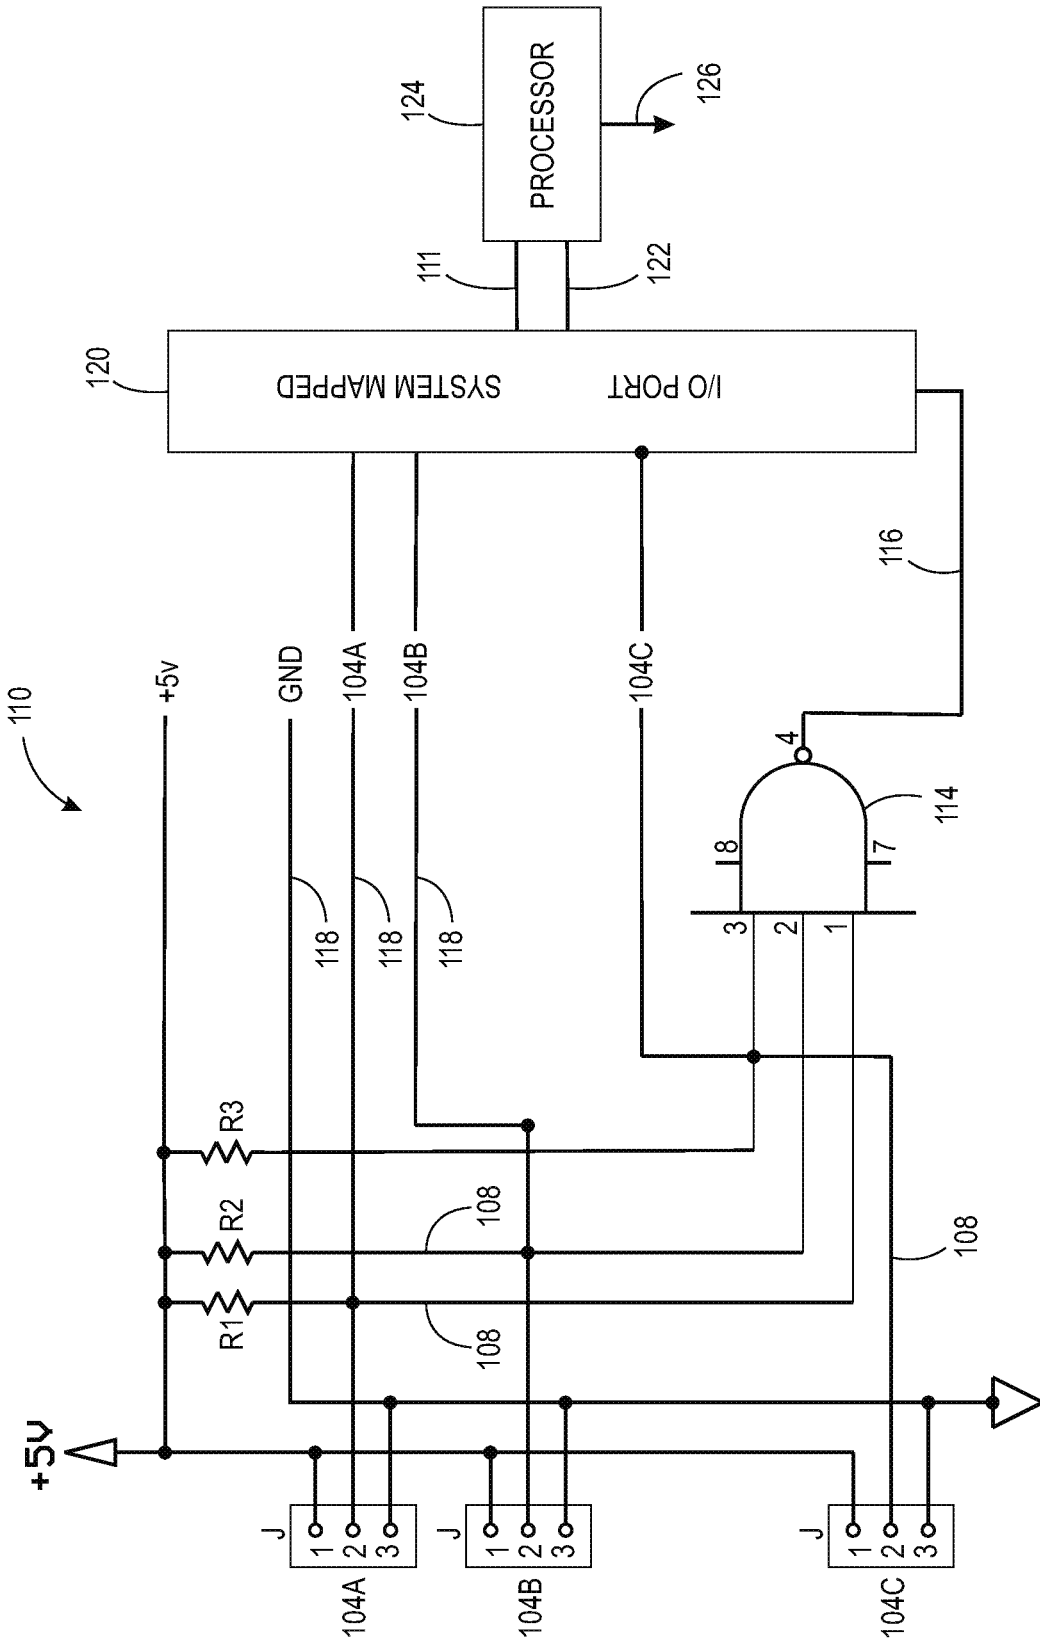 110
+5v
+5v
GND
104A
104B
104C
118
118
118
R1
R2
R3
108
108
108
J
1
2
3
104A
J
1
2
3
104B
J
1
2
3
104C
3
2
1
8
7
4
114
116
120
SYSTEM MAPPED
I/O PORT
111
122
124
PROCESSOR
126